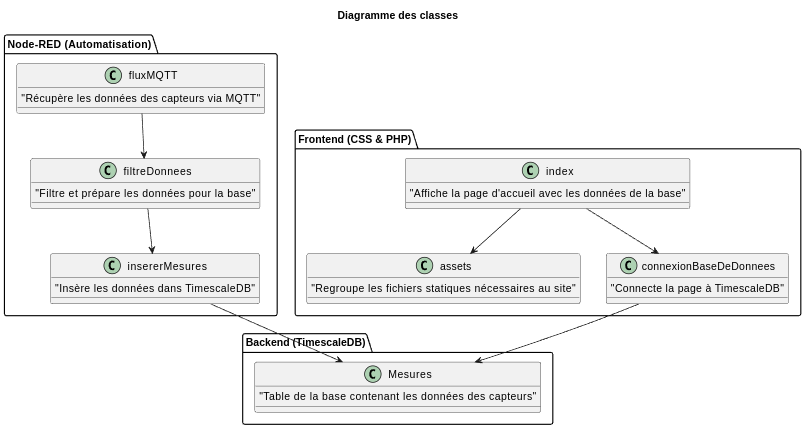 Diagramme des classes
Node-RED (Automatisation)
C fluxMQTT
"Récupère les données des capteurs via MQTT"
C filtreDonnees
"Filtre et prépare les données pour la base"
C insererMesures
"Insère les données dans TimescaleDB"
Frontend (CSS & PHP)
C index
"Affiche la page d'accueil avec les données de la base"
C assets
"Regroupe les fichiers statiques nécessaires au site"
C connexionBaseDeDonnees
"Connecte la page à TimescaleDB"
Backend (TimescaleDB)
C Mesures
"Table de la base contenant les données des capteurs"